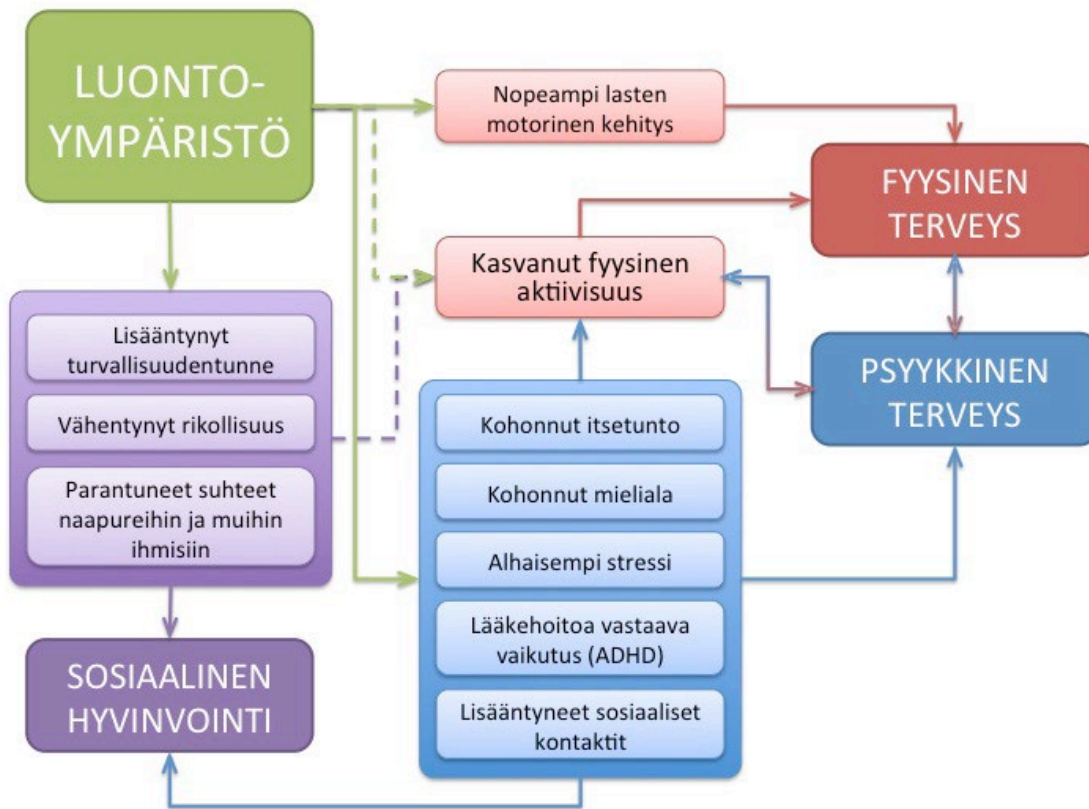 LUONTO-
YMPÄRISTÖ
Nopeampi lasten
motorinen kehitys
FYYSINEN
TERVEYS
Kasvanut fyysinen
aktiivisuus
Lisääntynyt
turvallisuudentunne
Vähentynyt rikollisuus
Parantuneet suhteet
naapureihin ja muihin
ihmisiin
PSYYKKINEN
TERVEYS
Kohonnut itsetunto
Kohonnut mieliala
Alhaisempi stressi
Lääkehoitoa vastaava
vaikutus (ADHD)
Lisääntyneet sosiaaliset
kontaktit
SOSIAALINEN
HYVINVOINTI